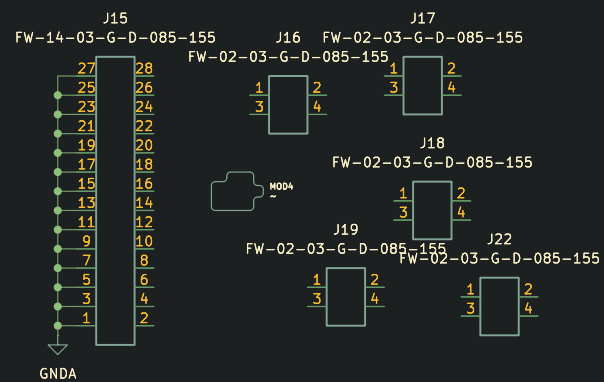 J15
FW-14-03-G-D-085-155
27 28
25 26
23 24
21 22
19 20
17 18
15 16
13 14
11 12
9 10
7 8
5 6
3 4
1 2
GNDA
J16
FW-02-03-G-D-085-155
1 2
3 4
J17
FW-02-03-G-D-085-155
1 2
3 4
MOD4
~
J18
FW-02-03-G-D-085-155
1 2
3 4
J19
FW-02-03-G-D-085-155
1 2
3 4
J22
FW-02-03-G-D-085-155
1 2
3 4